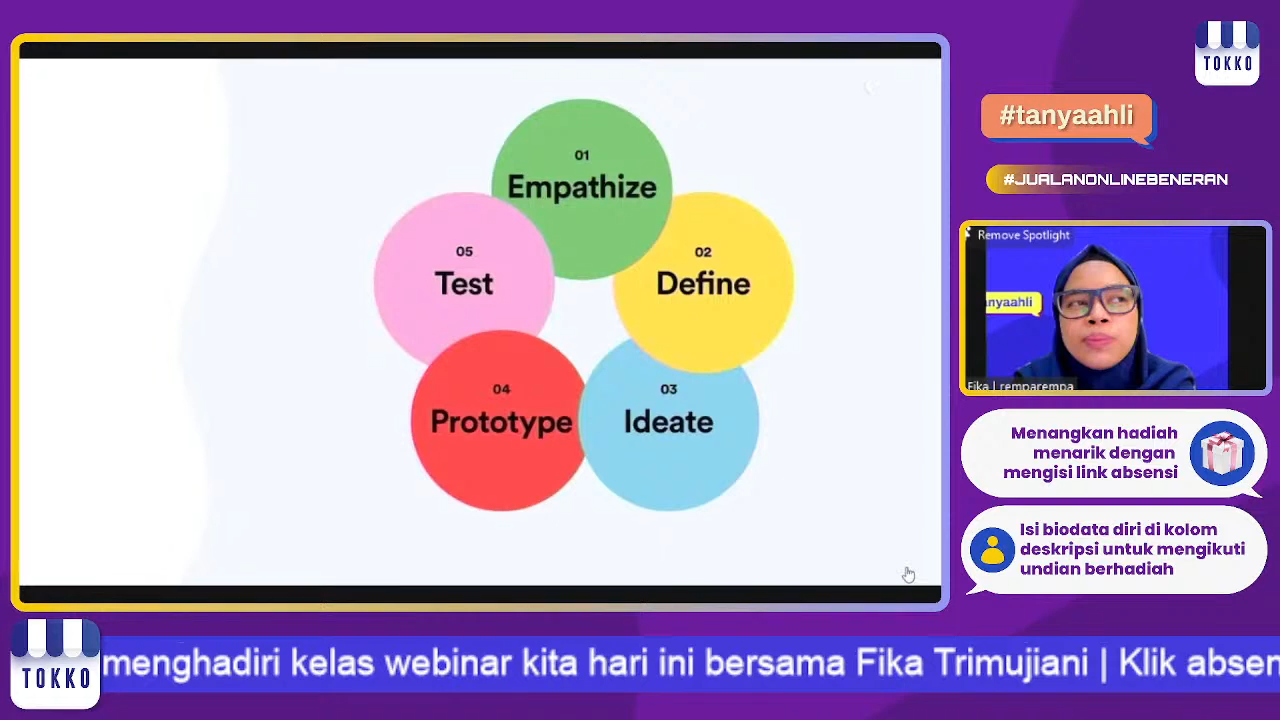 01
Empathize
05
Test
02
Define
04
Prototype
03
Ideate
TOKKO
#tanyaahli
#JUALANONLINEBENERAN
Remove Spotlight
anyaahli
Fika | remparempa
Menangkan hadiah
menarik dengan
mengisi link absensi
Isi biodata diri di kolom
deskripsi untuk mengikuti
undian berhadiah
TOKKO
menghadiri kelas webinar kita hari ini bersama Fika Trimujiani | Klik absen